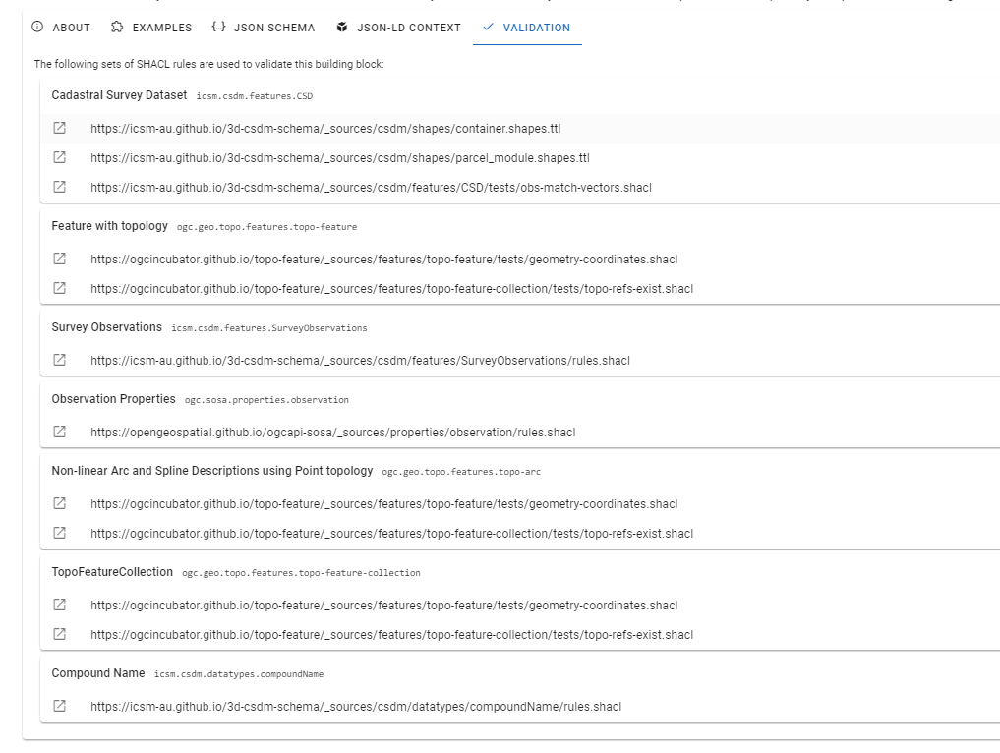 ABOUT EXAMPLES JSON SCHEMA JSON-LD CONTEXT VALIDATION
The following sets of SHACL rules are used to validate this building block:
Cadastral Survey Dataset icsm.csdm.features.CSD
https://icsm-au.github.io/3d-csdm-schema/_sources/csdm/shapes/container.shapes.ttl
https://icsm-au.github.io/3d-csdm-schema/_sources/csdm/shapes/parcel_module.shapes.ttl
https://icsm-au.github.io/3d-csdm-schema/_sources/csdm/features/CSD/tests/obs-match-vectors.shacl
Feature with topology ogc.geo.topo.features.topo-feature
https://ogcincubator.github.io/topo-feature/_sources/features/topo-feature/tests/geometry-coordinates.shacl
https://ogcincubator.github.io/topo-feature/_sources/features/topo-feature-collection/tests/topo-refs-exist.shacl
Survey Observations icsm.csdm.features.SurveyObservations
https://icsm-au.github.io/3d-csdm-schema/_sources/csdm/features/SurveyObservations/rules.shacl
Observation Properties ogc.sosa.properties.observation
https://opengeospatial.github.io/ogcapi-sosa/_sources/properties/observation/rules.shacl
Non-linear Arc and Spline Descriptions using Point topology ogc.geo.topo.features.topo-arc
https://ogcincubator.github.io/topo-feature/_sources/features/topo-feature/tests/geometry-coordinates.shacl
https://ogcincubator.github.io/topo-feature/_sources/features/topo-feature-collection/tests/topo-refs-exist.shacl
TopoFeatureCollection ogc.geo.topo.features.topo-feature-collection
https://ogcincubator.github.io/topo-feature/_sources/features/topo-feature/tests/geometry-coordinates.shacl
https://ogcincubator.github.io/topo-feature/_sources/features/topo-feature-collection/tests/topo-refs-exist.shacl
Compound Name icsm.csdm.datatypes.compoundName
https://icsm-au.github.io/3d-csdm-schema/_sources/csdm/datatypes/compoundName/rules.shacl